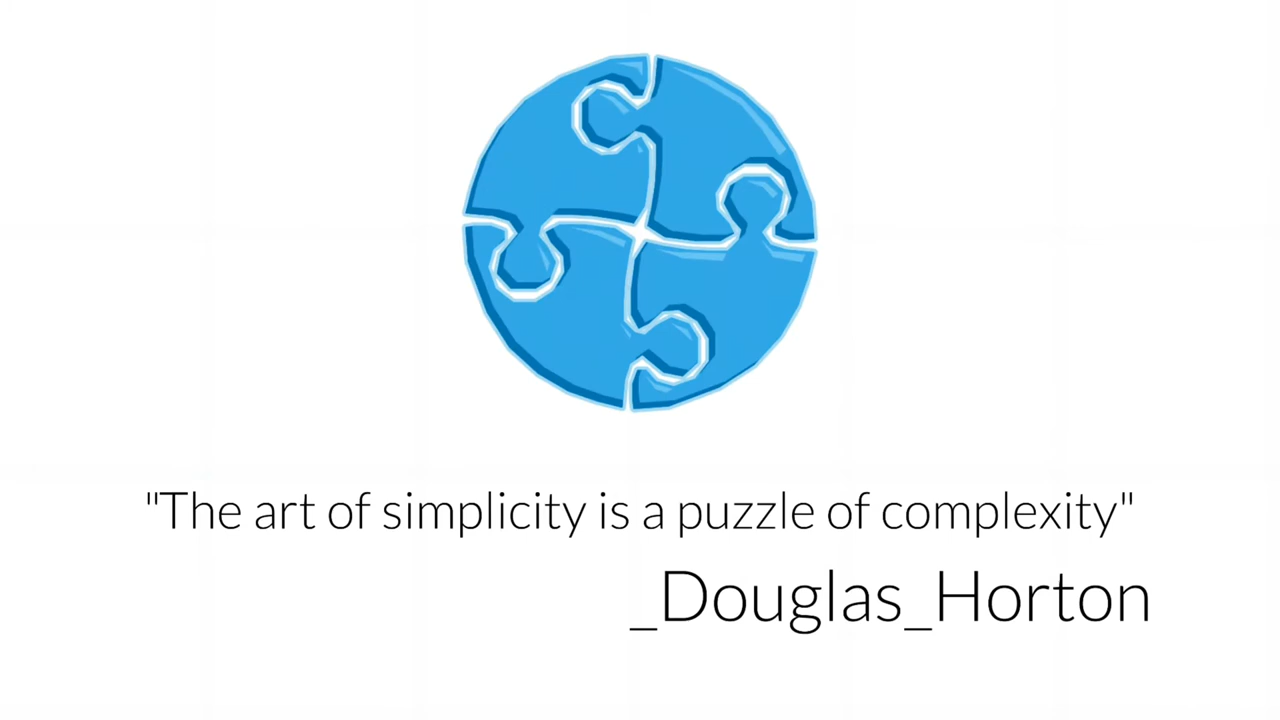 "The art of simplicity is a puzzle of complexity"
_Douglas_Horton